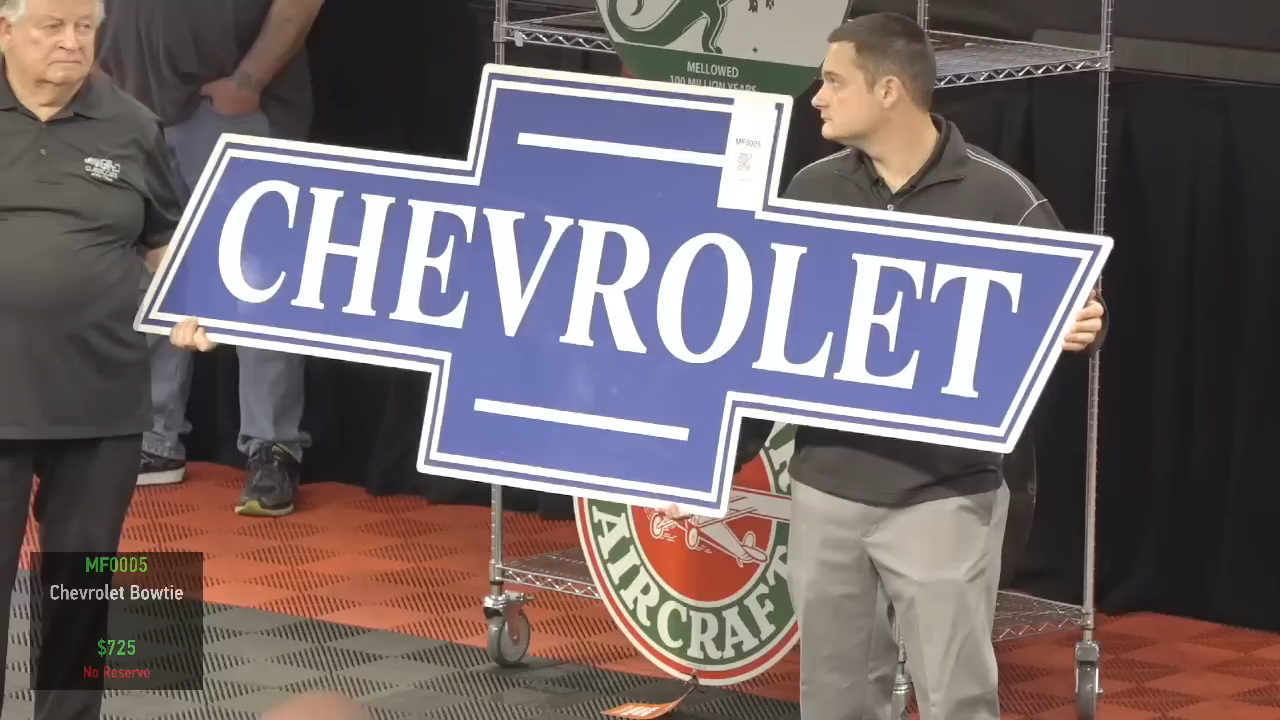 MELLOWED
100 MILLION YEARS
MF0005
CHEVROLET
AIRCRAFT
MF0005
Chevrolet Bowtie
$725
No Reserve